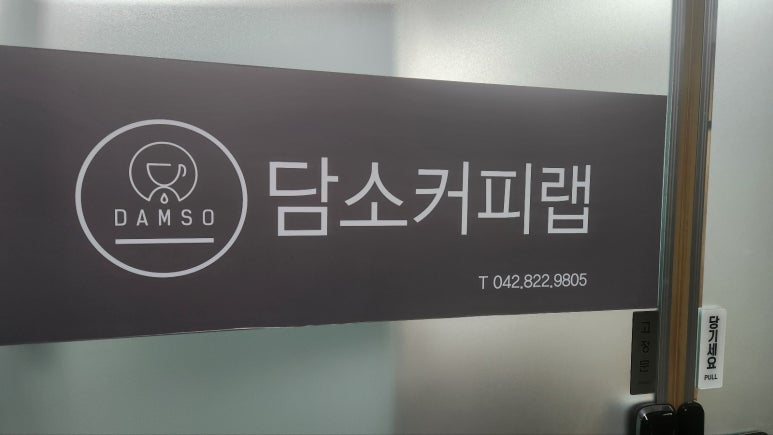 DAMSO
담소커피랩
T 042.822.9805
고정문
당기세요
PULL